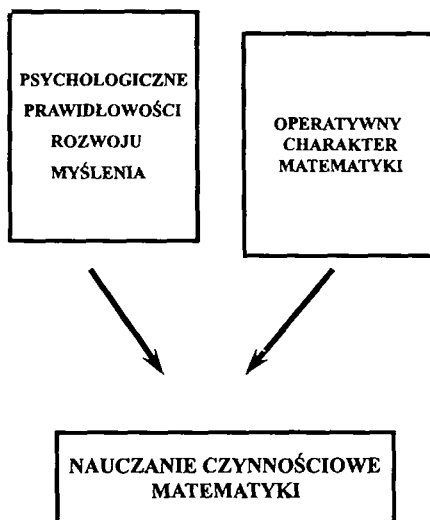 PSYCHOLOGICZNE
PRAWIDŁOWOŚCI
ROZWOJU
MYŚLENIA
OPERATYWNY
CHARAKTER
MATEMATYKI
NAUCZANIE CZYNNOŚCIOWE
MATEMATYKI